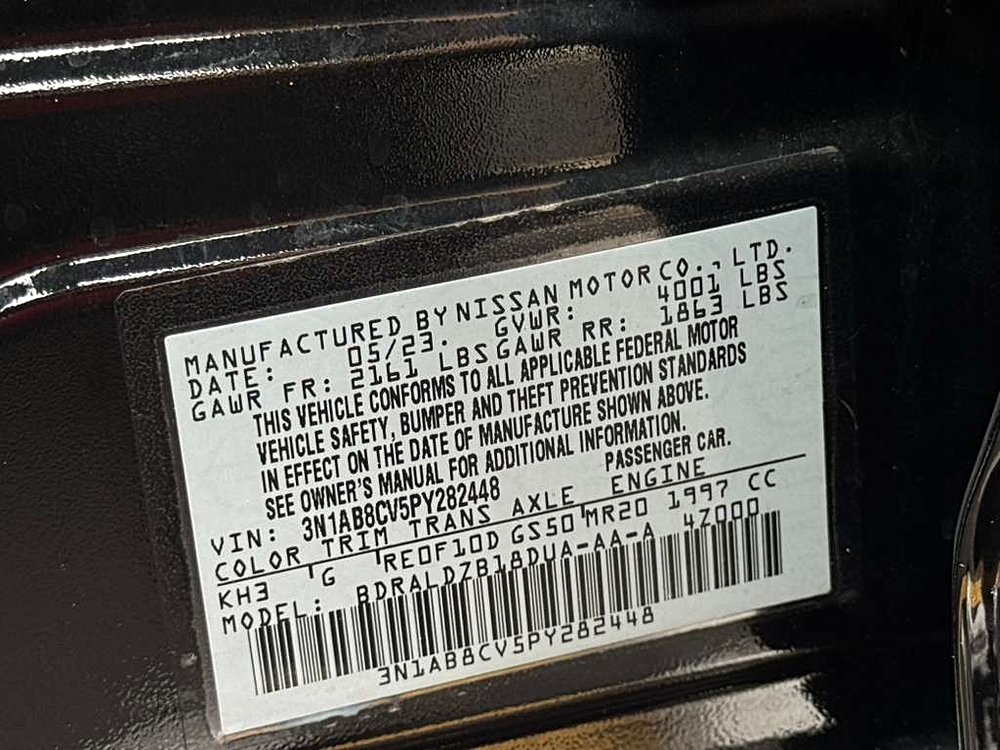 MANUFACTURED BY NISSAN MOTOR CO., LTD.
DATE: 05/23. GVWR: 4001 LBS
GAWR FR: 2161 LBS GAWR RR: 1863 LBS
THIS VEHICLE CONFORMS TO ALL APPLICABLE FEDERAL MOTOR
VEHICLE SAFETY, BUMPER AND THEFT PREVENTION STANDARDS
IN EFFECT ON THE DATE OF MANUFACTURE SHOWN ABOVE.
SEE OWNER'S MANUAL FOR ADDITIONAL INFORMATION.
VIN: 3N1AB8CV5PY282448 PASSENGER CAR.
COLOR TRIM TRANS AXLE ENGINE
KH3 G RE0F10D GS50 MR20 1997 CC
MODEL: BDRALDZB18DUA-AA-A 4Z000
3N1AB8CV5PY282448